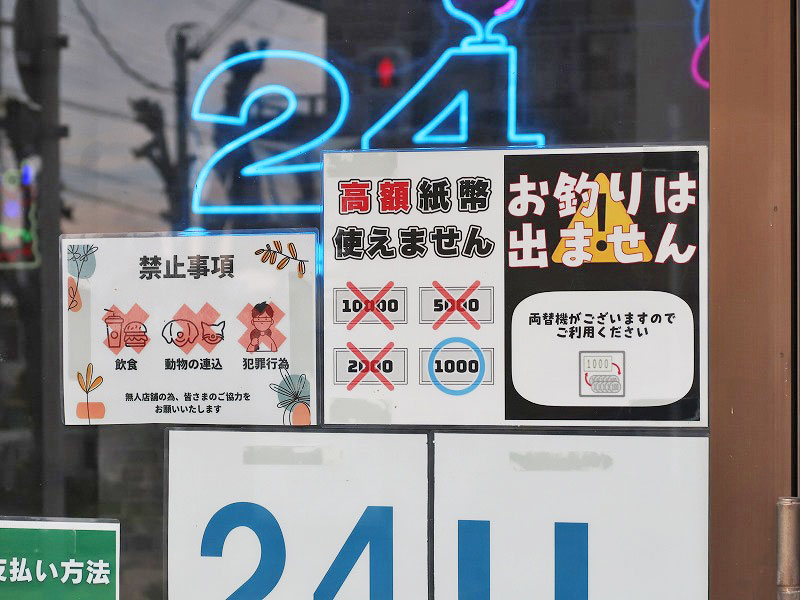 24
高額紙幣
使えません
10000
5000
2000
1000
お釣りは
出ません
両替機がございますので
ご利用ください
1000
禁止事項
飲食
動物の連込
犯罪行為
無人店舗の為、皆さまのご協力を
お願いいたします
24H
支払い方法